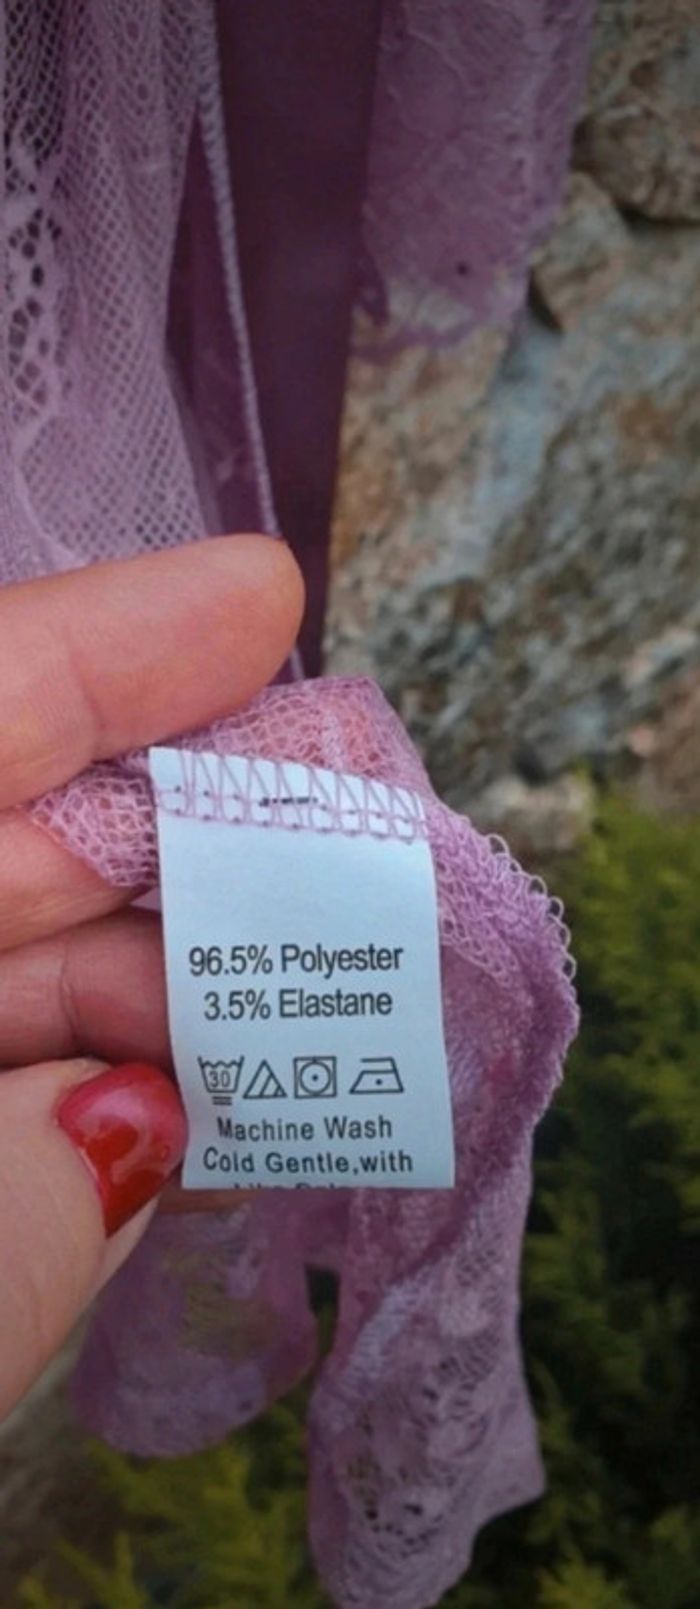 96.5% Polyester
3.5% Elastane
30
Machine Wash
Cold Gentle,with